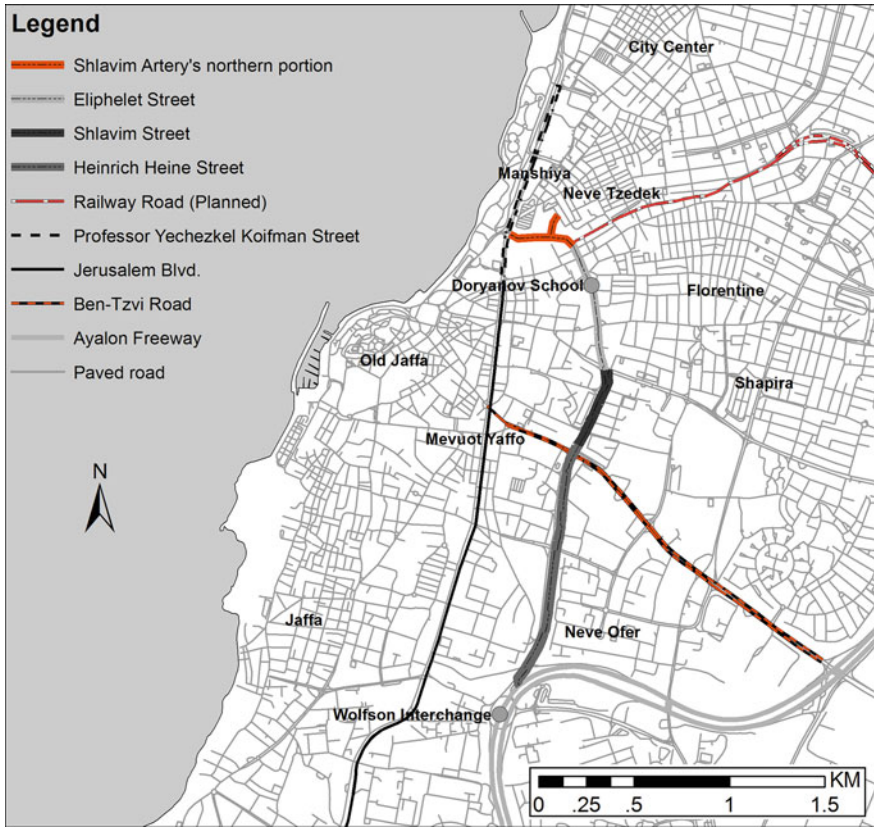 Legend
Shlavim Artery's northern portion
Eliphelet Street
Shlavim Street
Heinrich Heine Street
Railway Road (Planned)
Professor Yechezkel Koifman Street
Jerusalem Blvd.
Ben-Tzvi Road
Ayalon Freeway
Paved road
City Center
Manshiya
Neve Tzedek
Doryanov School
Florentine
Old Jaffa
Shapira
Mevuot Yaffo
N
Jaffa
Neve Ofer
Wolfson Interchange
KM
0 .25 .5 1 1.5